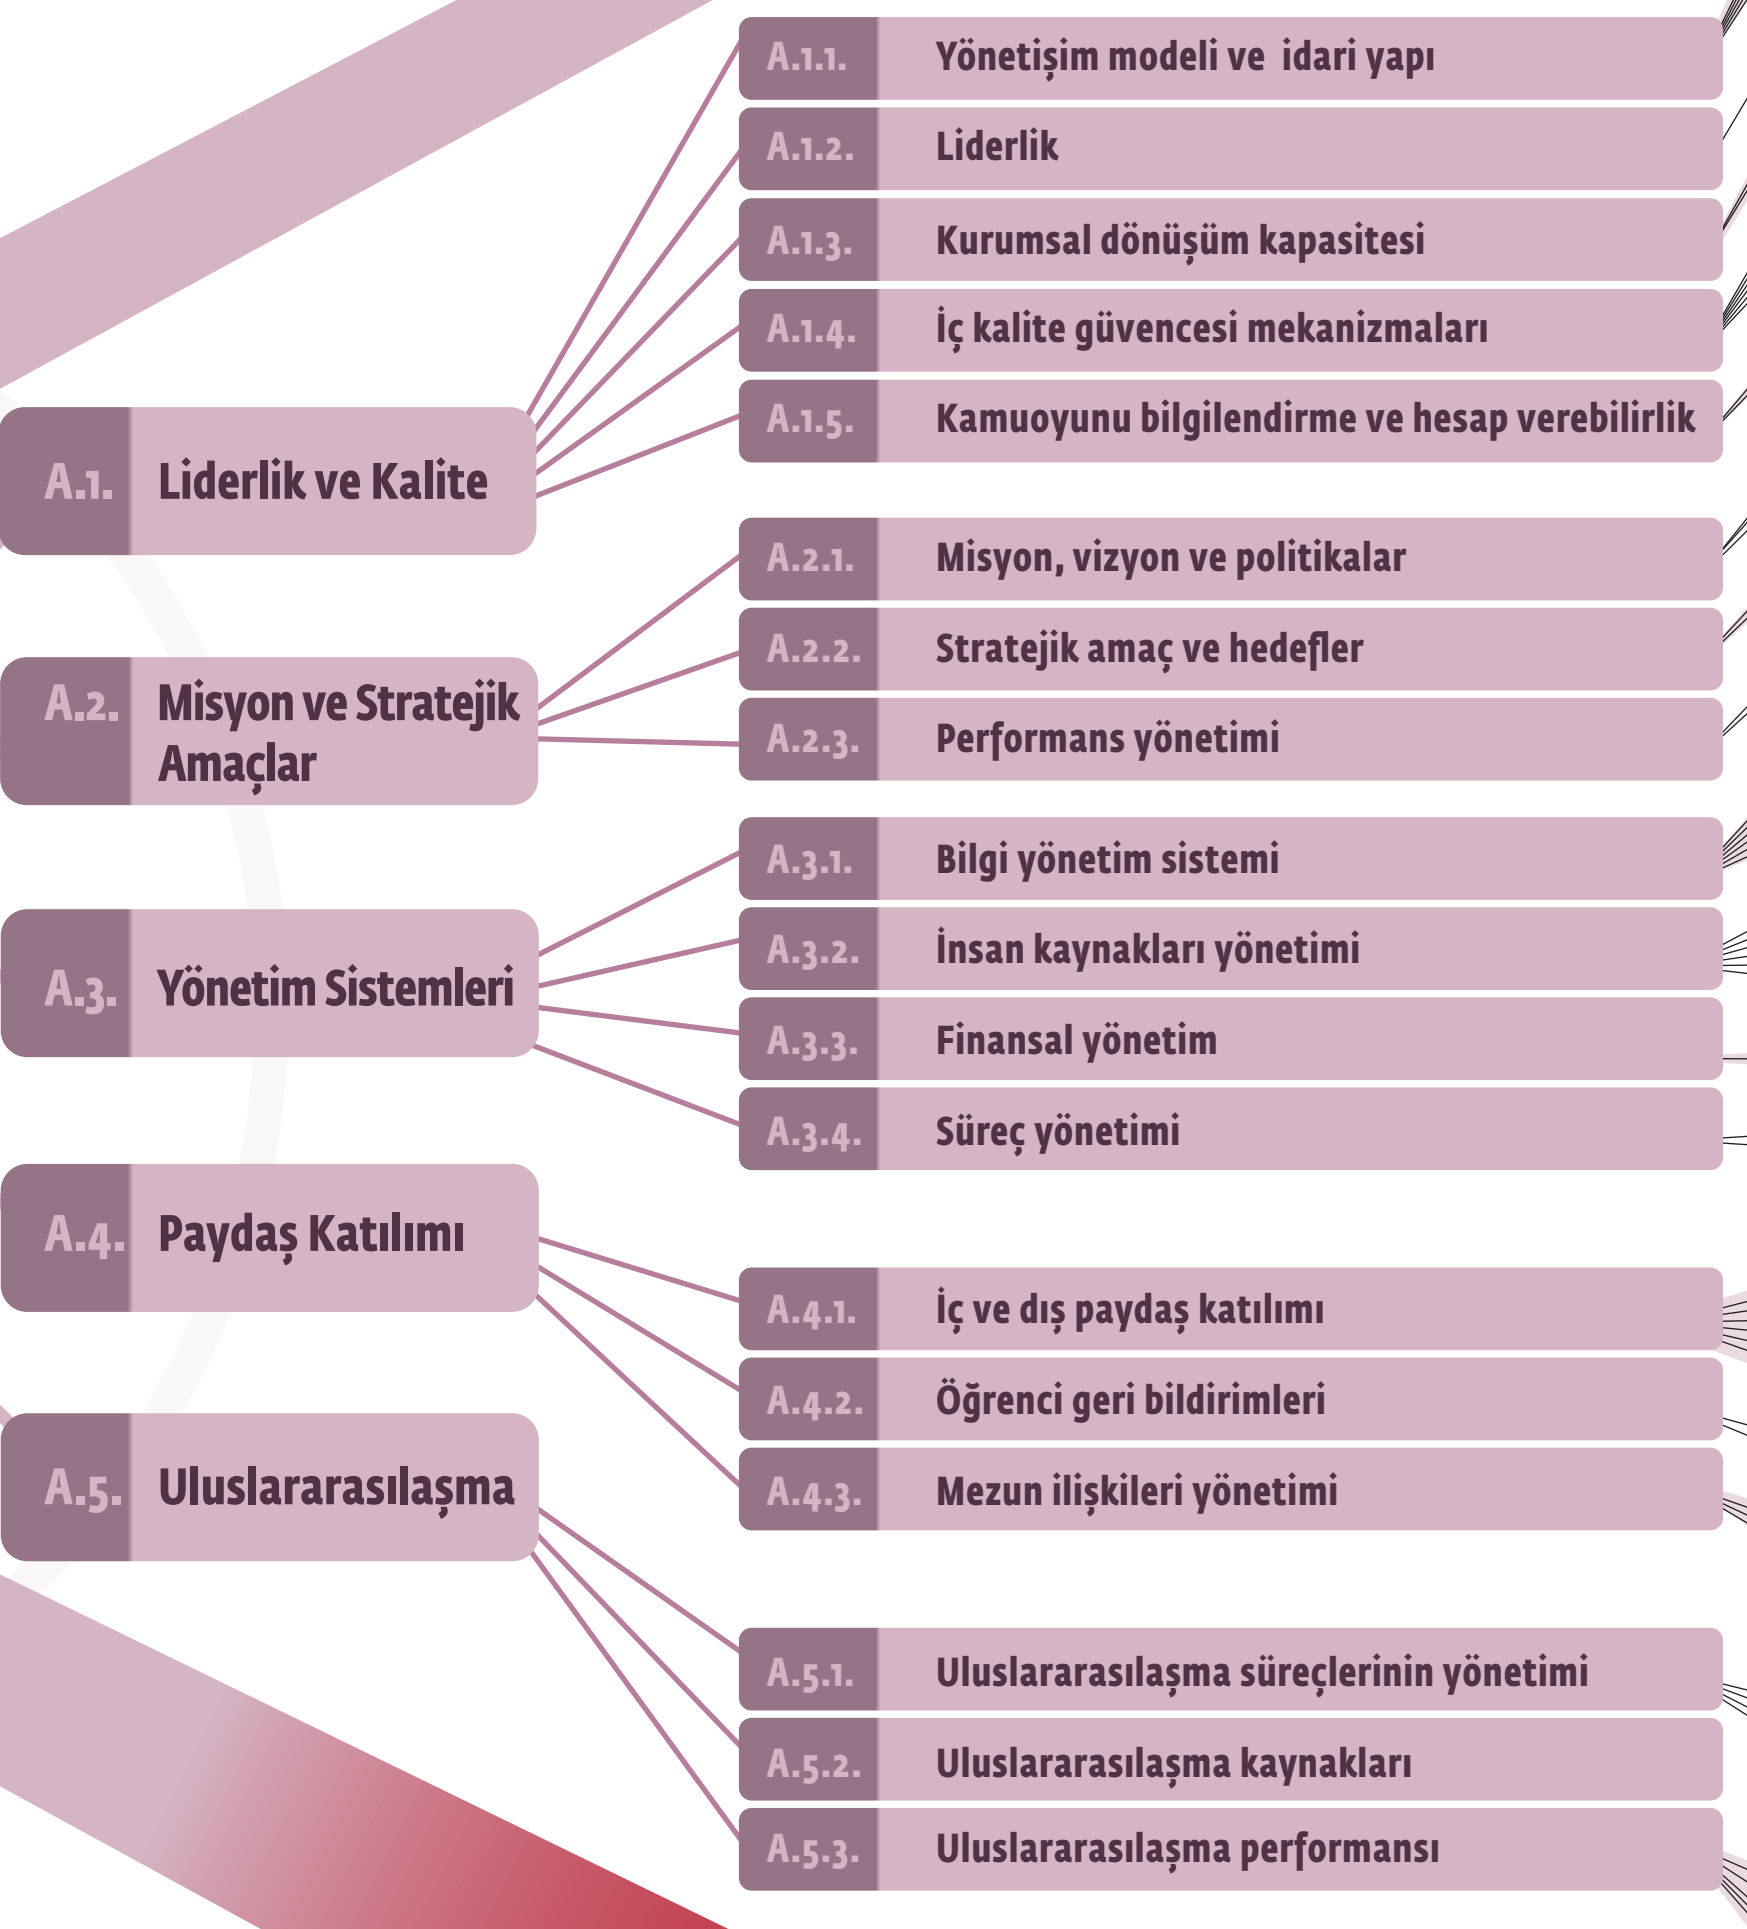 A.1. Liderlik ve Kalite
A.1.1. Yönetişim modeli ve idari yapı
A.1.2. Liderlik
A.1.3. Kurumsal dönüşüm kapasitesi
A.1.4. İç kalite güvencesi mekanizmaları
A.1.5. Kamuoyunu bilgilendirme ve hesap verebilirlik
A.2. Misyon ve Stratejik
Amaçlar
A.2.1. Misyon, vizyon ve politikalar
A.2.2. Stratejik amaç ve hedefler
A.2.3. Performans yönetimi
A.3. Yönetim Sistemleri
A.3.1. Bilgi yönetim sistemi
A.3.2. İnsan kaynakları yönetimi
A.3.3. Finansal yönetim
A.3.4. Süreç yönetimi
A.4. Paydaş Katılımı
A.4.1. İç ve dış paydaş katılımı
A.4.2. Öğrenci geri bildirimleri
A.4.3. Mezun ilişkileri yönetimi
A.5. Uluslararasılaşma
A.5.1. Uluslararasılaşma süreçlerinin yönetimi
A.5.2. Uluslararasılaşma kaynakları
A.5.3. Uluslararasılaşma performansı